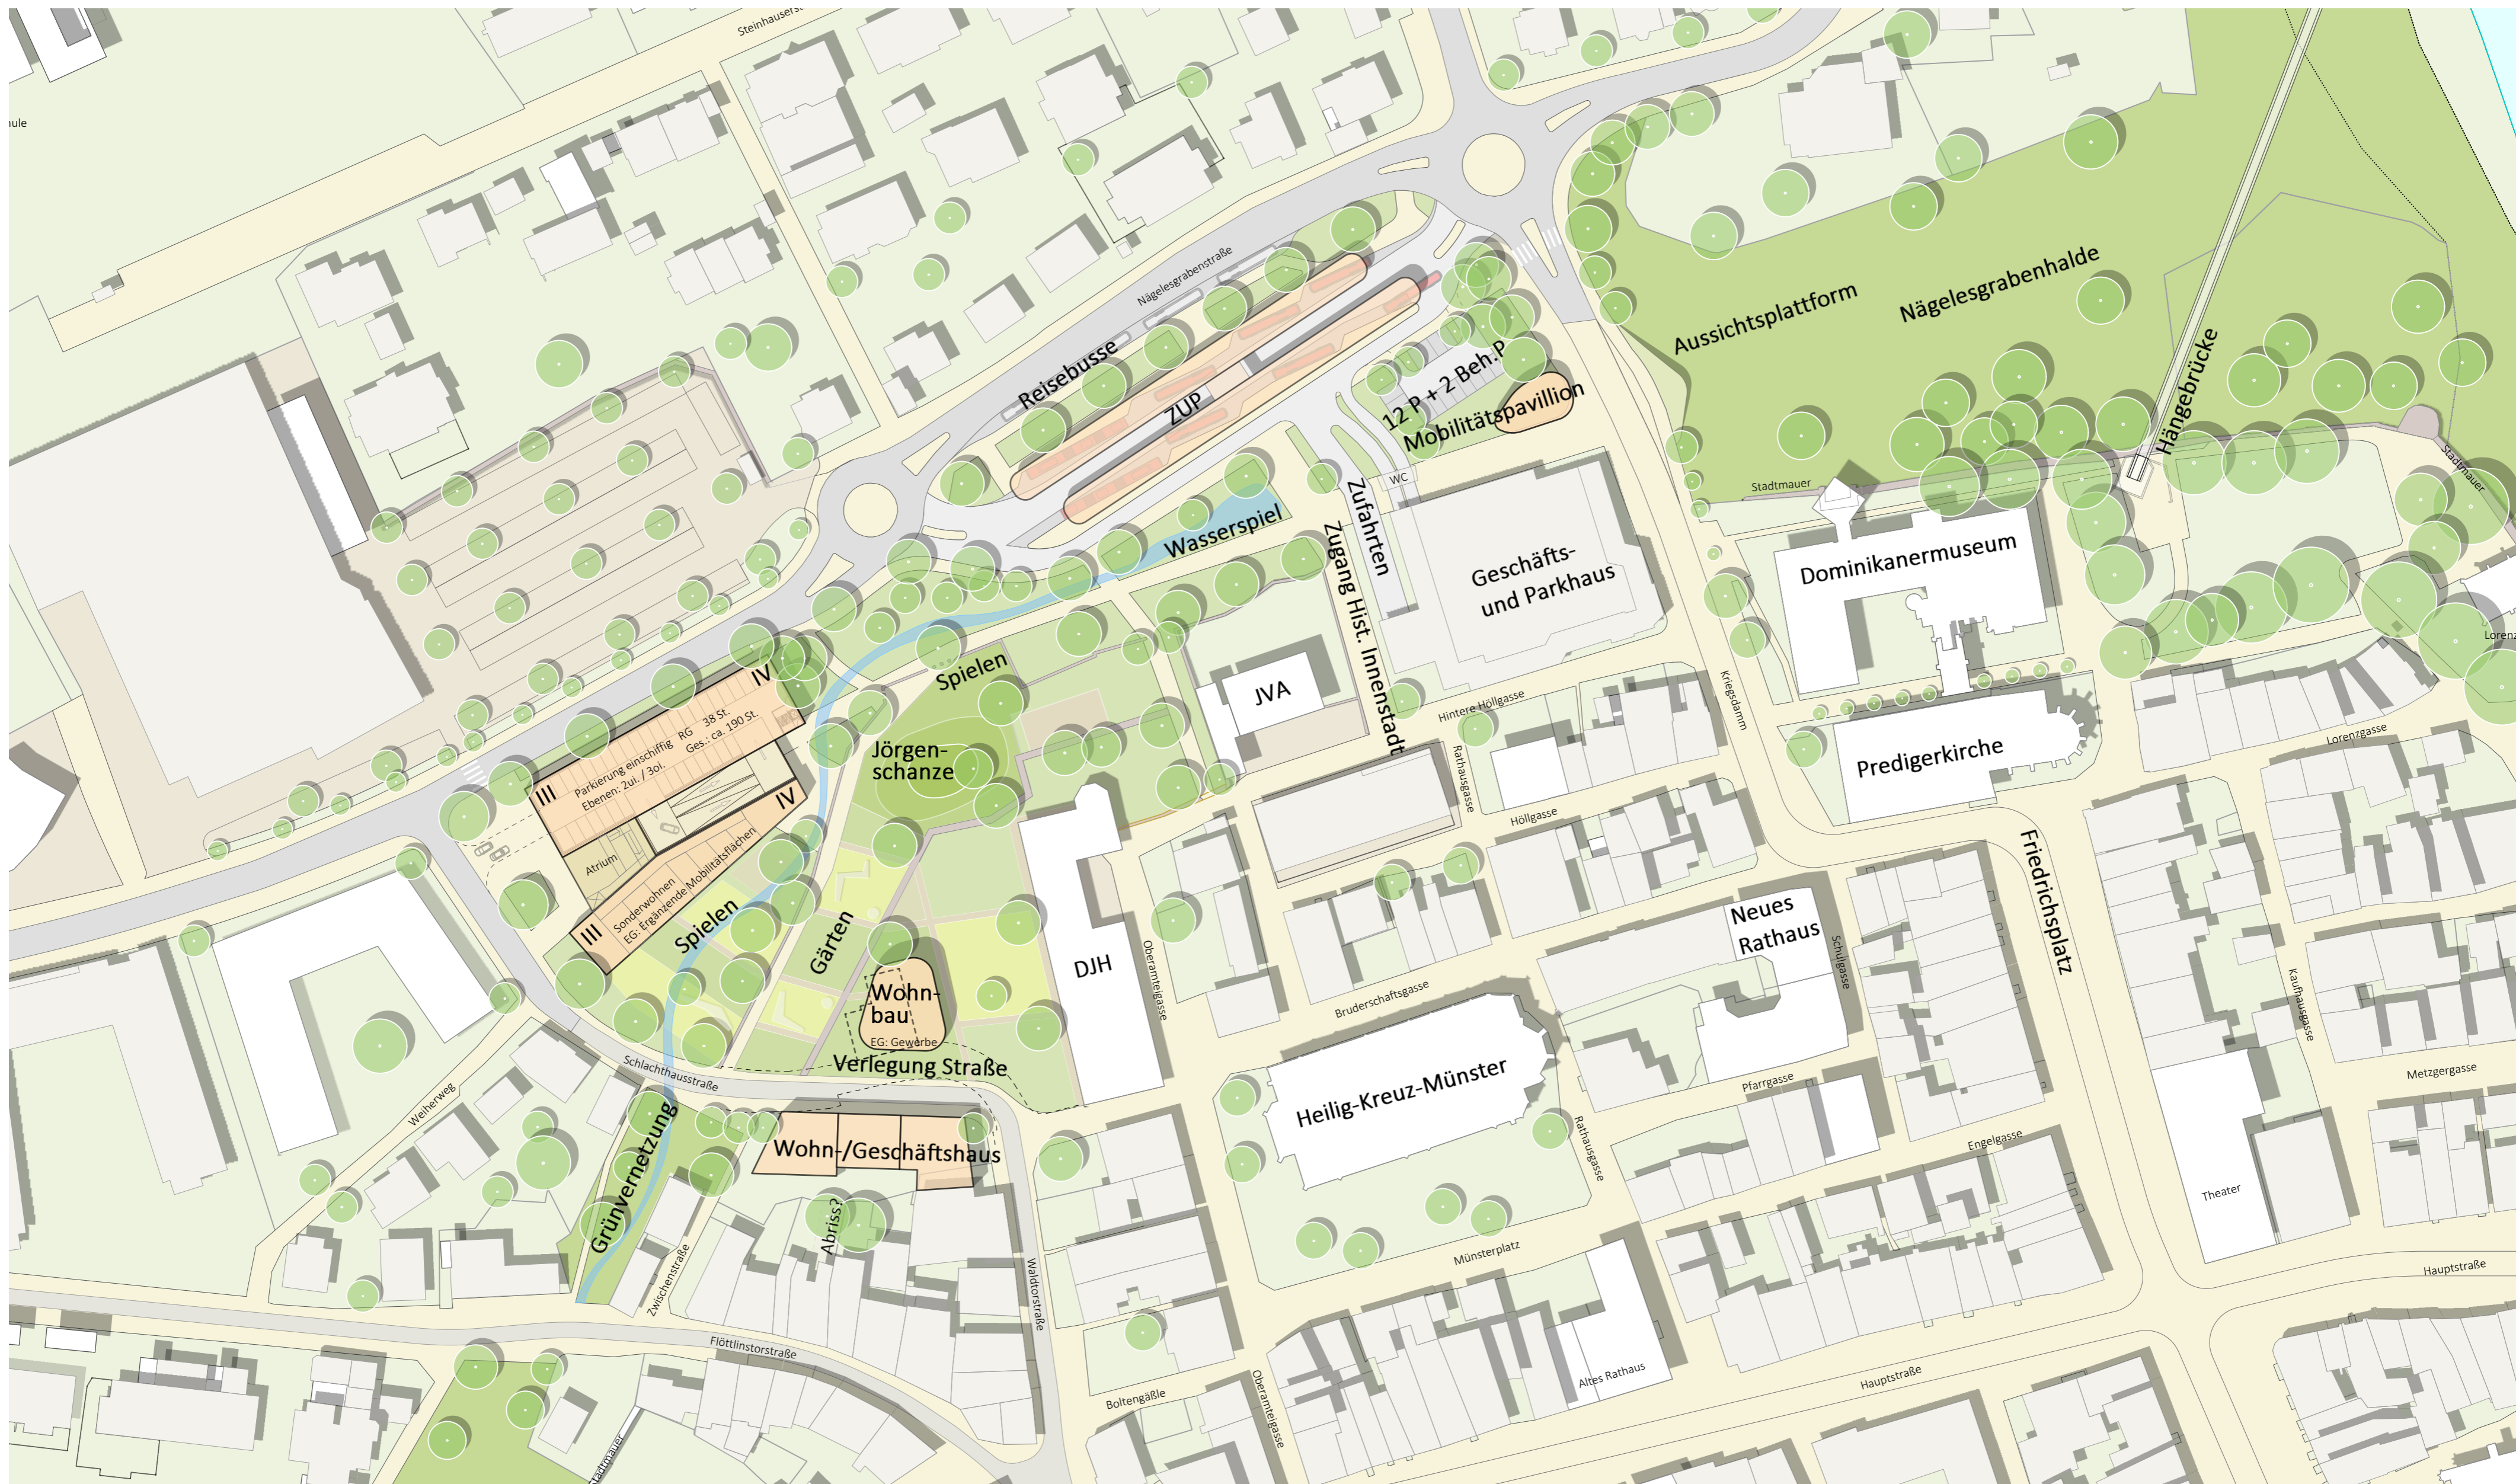 Steinhauserst
hule
Nägelesgrabenstraße
Reisebusse
ZUP
12 P + 2 Beh.P
Mobilitätspavillion
Aussichtsplattform
Nägelesgrabenhalde
Hängebrücke
Stadtmauer
Stadtmauer
WC
Zufahrten
Wasserspiel
Zugang Hist. Innenstadt
Geschäfts-
und Parkhaus
Dominikanermuseum
Lorenz
Spielen
JVA
Hintere Höllgasse
Kriegsdamm
IV
Parkierung einschiffig RG 38 St.
Ebenen: 2ui. / 3oi. Ges.: ca. 190 St.
III
Jörgen-
schanze
Rathausgasse
Höllgasse
Predigerkirche
Lorenzgasse
IV
Atrium
Sonderwohnen
EG: Ergänzende Mobilitätsflächen
III
Spielen
Gärten
DJH
Oberamteigasse
Neues
Rathaus
Schulgasse
Friedrichsplatz
Kaufhausgasse
Wohn-
bau
EG: Gewerbe
Bruderschaftsgasse
Verlegung Straße
Schlachthausstraße
Weiherweg
Heilig-Kreuz-Münster
Pfarrgasse
Metzgergasse
Grünvernetzung
Wohn-/Geschäftshaus
Rathausgasse
Engelgasse
Theater
Abriss?
Zwischenstraße
Waldtorstraße
Münsterplatz
Hauptstraße
Flöttlinstorstraße
Boltengäßle
Oberamteigasse
Altes Rathaus
Hauptstraße
Stadtmauer